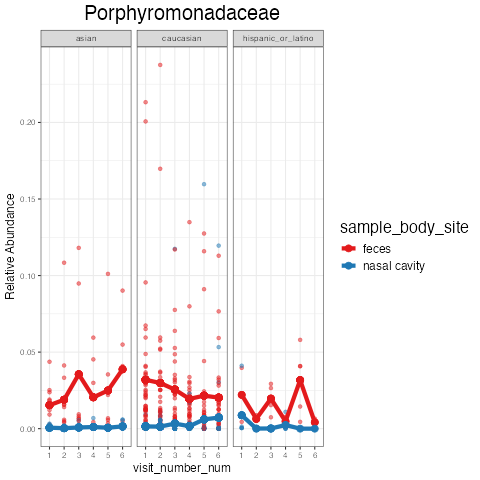 Porphyromonadaceae
asian caucasian hispanic_or_latino
Relative Abundance
0.20
0.15
0.10
0.05
0.00
1 2 3 4 5 6 1 2 3 4 5 6 1 2 3 4 5 6
visit_number_num
sample_body_site
feces
nasal cavity